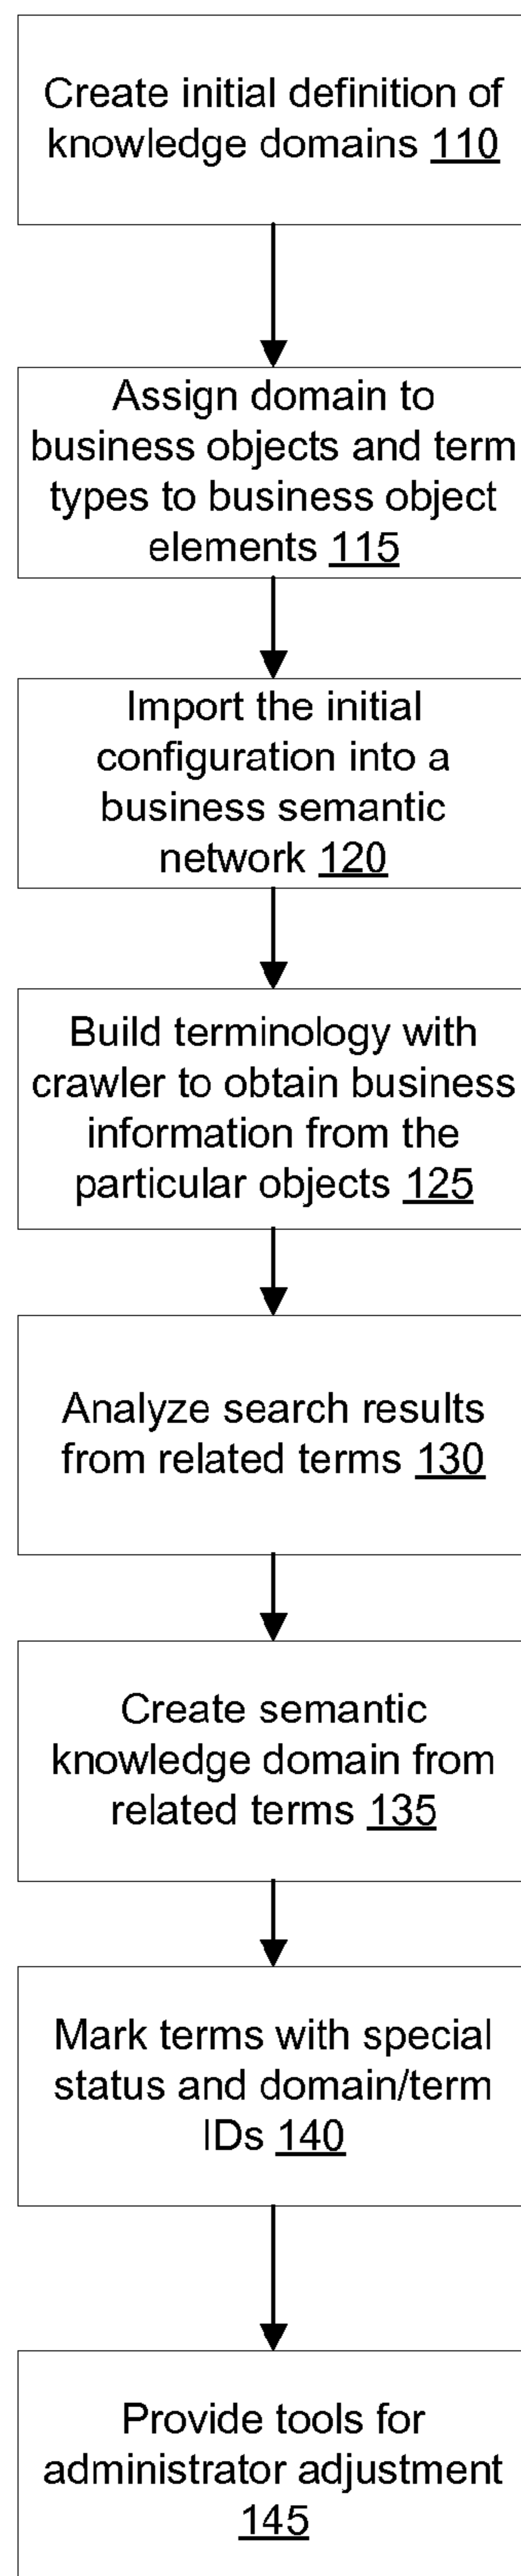 Create initial definition of
knowledge domains 110
Assign domain to
business objects and term
types to business object
elements 115
Import the initial
configuration into a
business semantic
network 120
Build terminology with
crawler to obtain business
information from the
particular objects 125
Analyze search results
from related terms 130
Create semantic
knowledge domain from
related terms 135
Mark terms with special
status and domain/term
IDs 140
Provide tools for
administrator adjustment
145